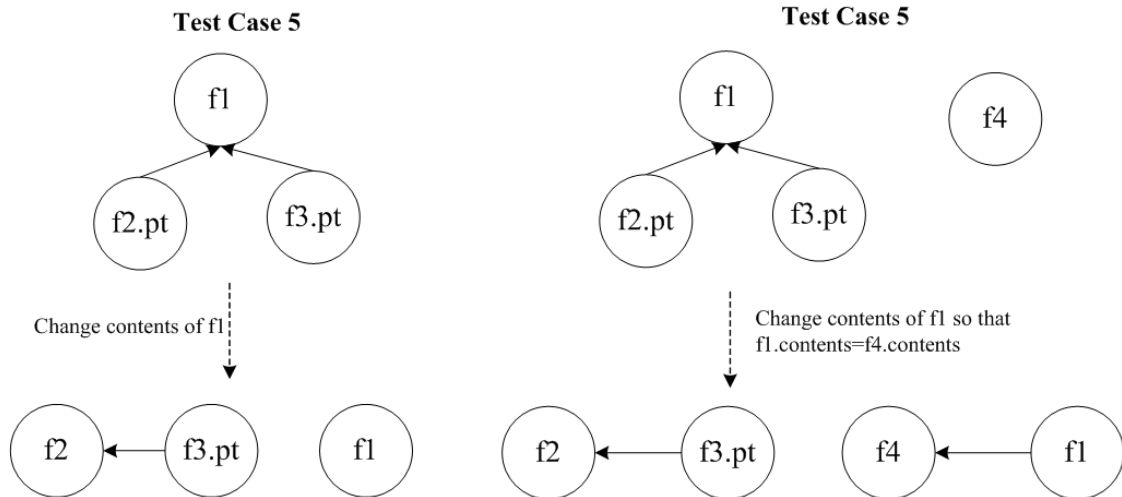 Test Case 5
f1
f2.pt
f3.pt
Change contents of f1
f2
f3.pt
f1
Test Case 5
f1
f4
f2.pt
f3.pt
Change contents of f1 so that
f1.contents=f4.contents
f2
f3.pt
f4
f1